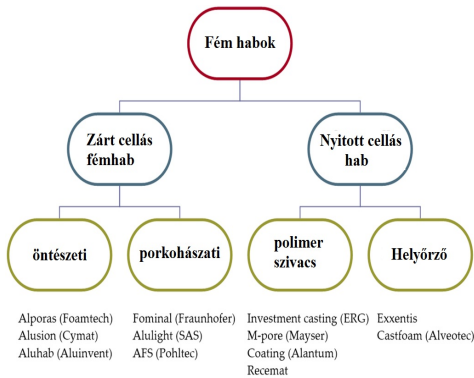 Fém habok
Zárt cellás
fémhab
Nyitott cellás
hab
öntészeti
porkohászati
polimer
szivacs
Helyőrző
Alporas (Foamtech)
Alusion (Cymat)
Aluhab (Aluinvent)
Fominal (Fraunhofer)
Alulight (SAS)
AFS (Pohltec)
Investment casting (ERG)
M-pore (Mayser)
Coating (Alantum)
Recemat
Exxentis
Castfoam (Alveotec)